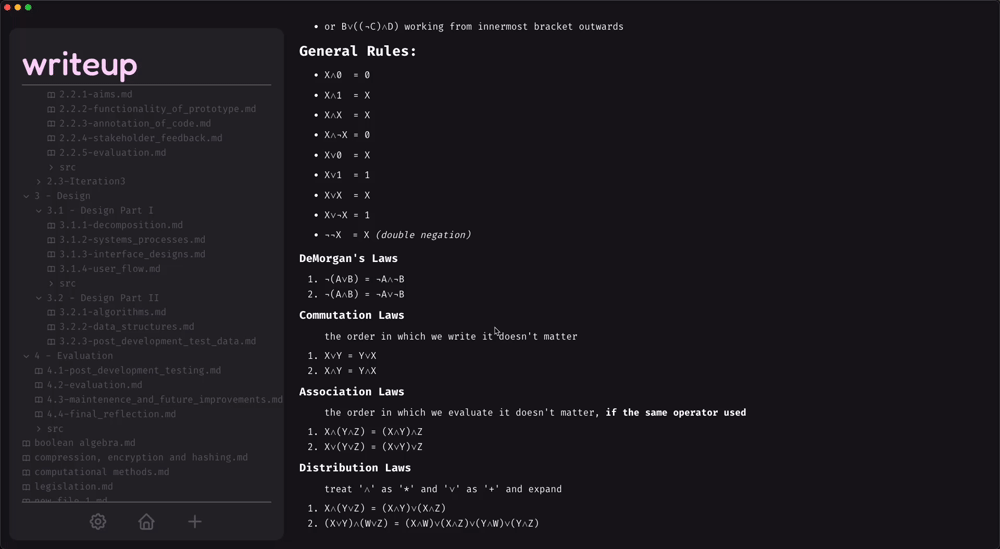 writeup
2.2.1-aims.md
2.2.2-functionality_of_prototype.md
2.2.3-annotation_of_code.md
2.2.4-stakeholder_feedback.md
2.2.5-evaluation.md
src
2.3-Iteration3
3 - Design
3.1 - Design Part I
3.1.1-decomposition.md
3.1.2-systems_processes.md
3.1.3-interface_designs.md
3.1.4-user_flow.md
src
3.2 - Design Part II
3.2.1-algorithms.md
3.2.2-data_structures.md
3.2.3-post_development_test_data.md
4 - Evaluation
4.1-post_development_testing.md
4.2-evaluation.md
4.3-maintenence_and_future_improvements.md
4.4-final_reflection.md
src
boolean algebra.md
compression, encryption and hashing.md
computational methods.md
legislation.md
new file 1.md
• or B∨((¬C)∧D) working from innermost bracket outwards
General Rules:
• X∧0 = 0
• X∧1 = X
• X∧X = X
• X∧¬X = 0
• X∨0 = X
• X∨1 = 1
• X∨X = X
• X∨¬X = 1
• ¬¬X = X (double negation)
DeMorgan's Laws
1. ¬(A∨B) = ¬A∧¬B
2. ¬(A∧B) = ¬A∨¬B
Commutation Laws
the order in which we write it doesn't matter
1. X∨Y = Y∨X
2. X∧Y = Y∧X
Association Laws
the order in which we evaluate it doesn't matter, if the same operator used
1. X∧(Y∧Z) = (X∧Y)∧Z
2. X∨(Y∨Z) = (X∨Y)∨Z
Distribution Laws
treat '∧' as '*' and '∨' as '+' and expand
1. X∧(Y∨Z) = (X∧Y)∨(X∧Z)
2. (X∨Y)∧(W∨Z) = (X∧W)∨(X∧Z)∨(Y∧W)∨(Y∧Z)